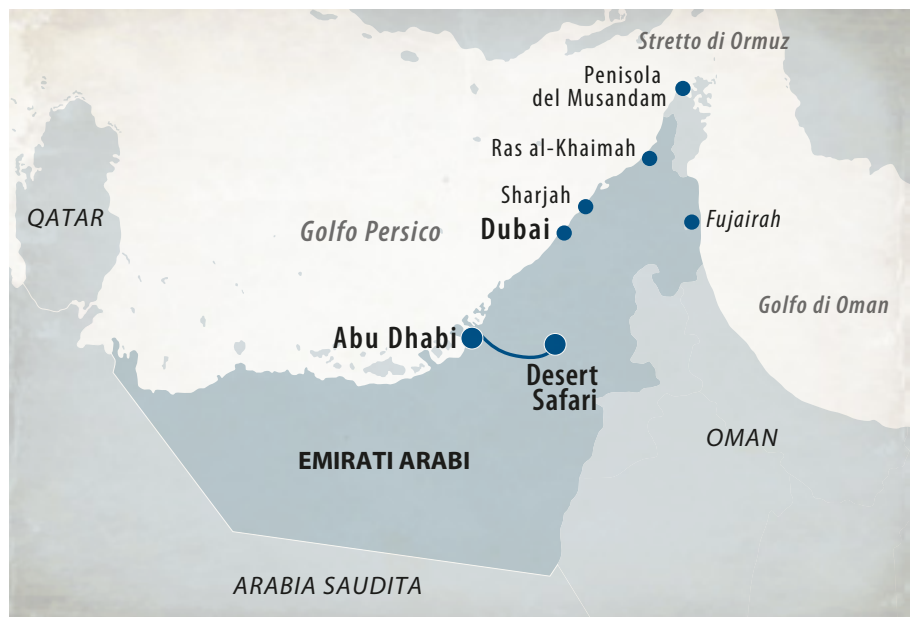 Stretto di Ormuz
Penisola
del Musandam
Ras al-Khaimah
Sharjah
QATAR
Golfo Persico
Dubai
Fujairah
Golfo di Oman
Abu Dhabi
Desert
Safari
OMAN
EMIRATI ARABI
ARABIA SAUDITA